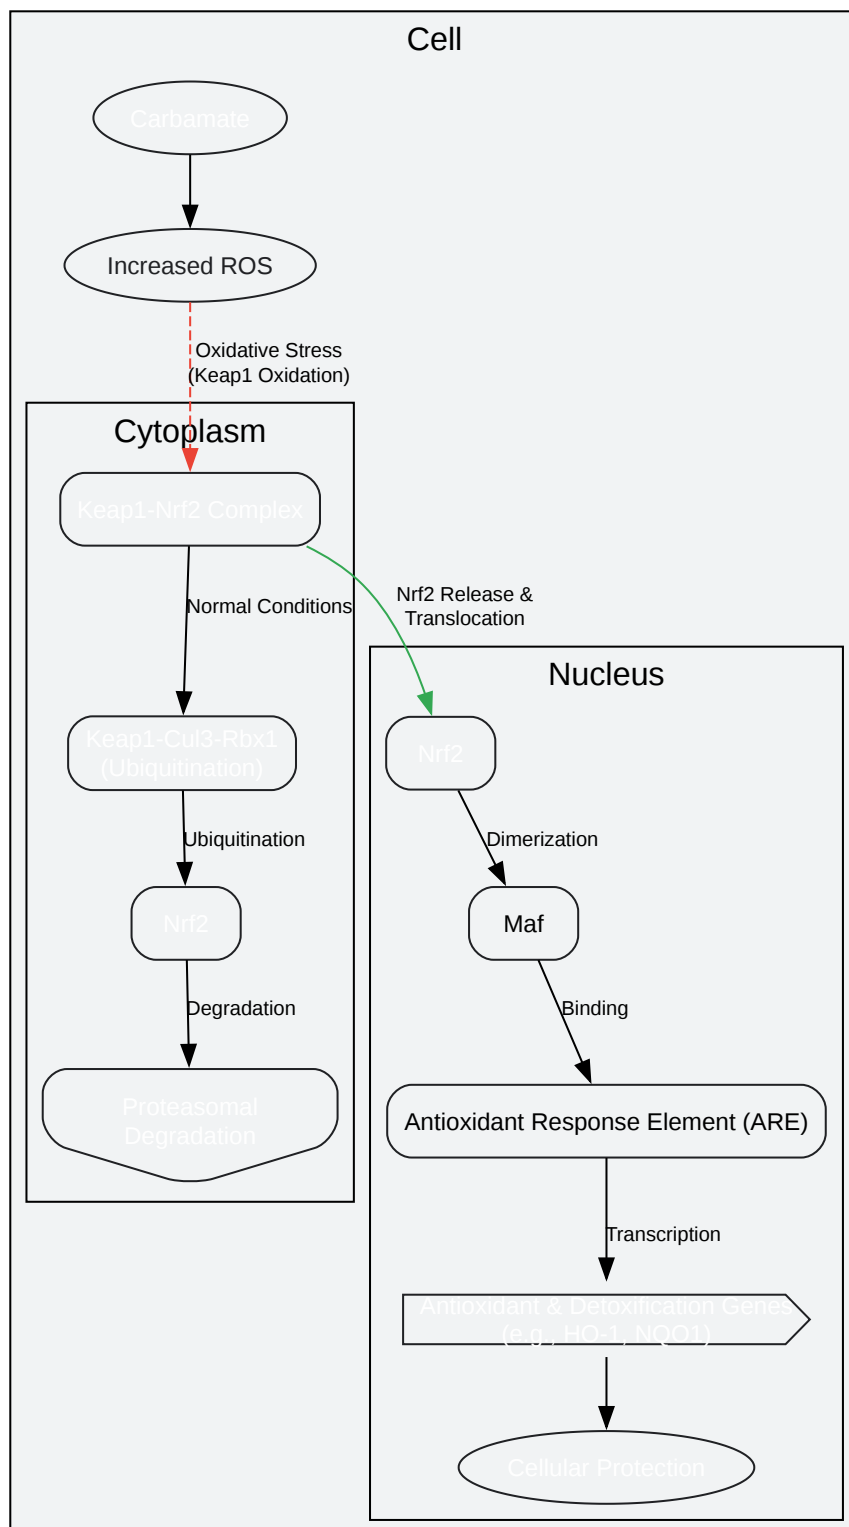 Cell
Carbamate
Increased ROS
Oxidative Stress
(Keap1 Oxidation)
Cytoplasm
Keap1-Nrf2 Complex
Normal Conditions
Keap1-Cul3-Rbx1
(Ubiquitination)
Ubiquitination
Nrf2
Degradation
Proteasomal
Degradation
Nrf2 Release &
Translocation
Nucleus
Nrf2
Dimerization
Maf
Binding
Antioxidant Response Element (ARE)
Transcription
Antioxidant & Detoxification Genes
(e.g., HO-1, NQO1)
Cellular Protection